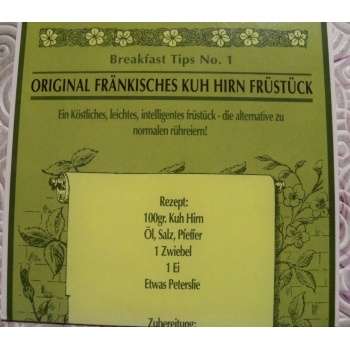 Breakfast Tips No. 1
ORIGINAL FRÄNKISCHES KUH HIRN FRÜSTÜCK
Ein Köstliches, leichtes, intelligentes früstück - die alternative zu
normalen rühreiern!
Rezept:
100gr. Kuh Hirn
Öl, Salz, Pfeffer
1 Zwiebel
1 Ei
Etwas Peterslie
Zubereitung: